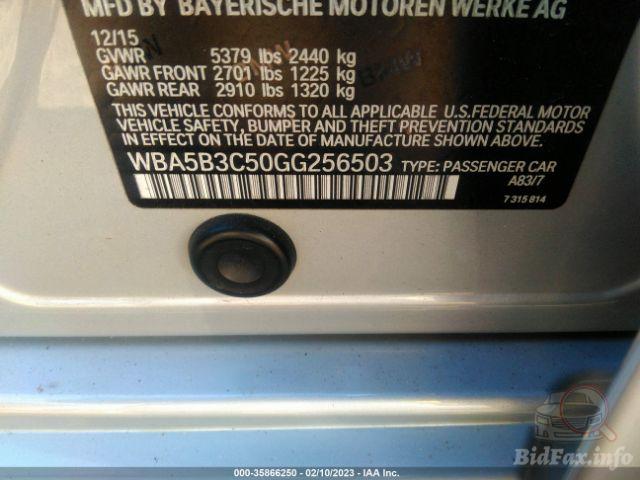 MFD BY BAYERISCHE MOTOREN WERKE AG
12/15
GVWR 5379 lbs 2440 kg
GAWR FRONT 2701 lbs 1225 kg
GAWR REAR 2910 lbs 1320 kg
THIS VEHICLE CONFORMS TO ALL APPLICABLE U.S.FEDERAL MOTOR
VEHICLE SAFETY, BUMPER AND THEFT PREVENTION STANDARDS
IN EFFECT ON THE DATE OF MANUFACTURE SHOWN ABOVE.
WBA5B3C50GG256503 TYPE: PASSENGER CAR
A83/7
7 315 814
BidFax.info
000-35866250 - 02/10/2023 - IAA Inc.